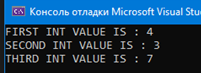 Консоль отладки Microsoft Visual Stu
FIRST INT VALUE IS : 4
SECOND INT VALUE IS : 3
THIRD INT VALUE IS : 7